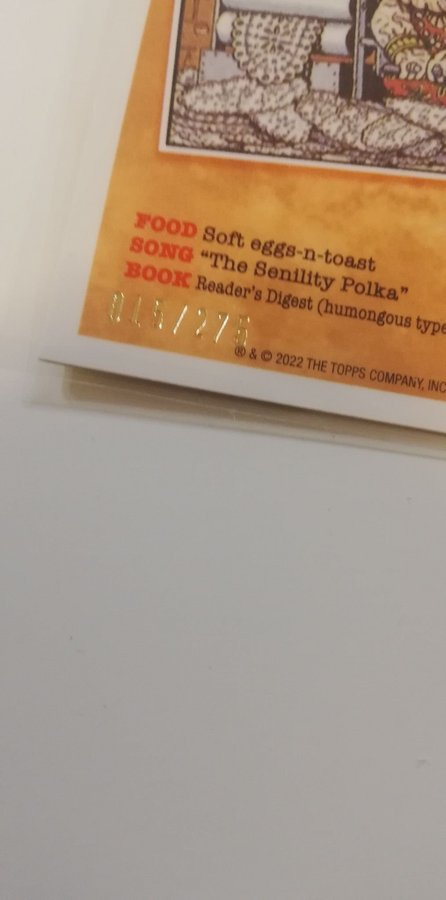 FOOD Soft eggs-n-toast
SONG "The Senility Polka"
BOOK Reader's Digest (humongous type
015/275
® & © 2022 THE TOPPS COMPANY, INC